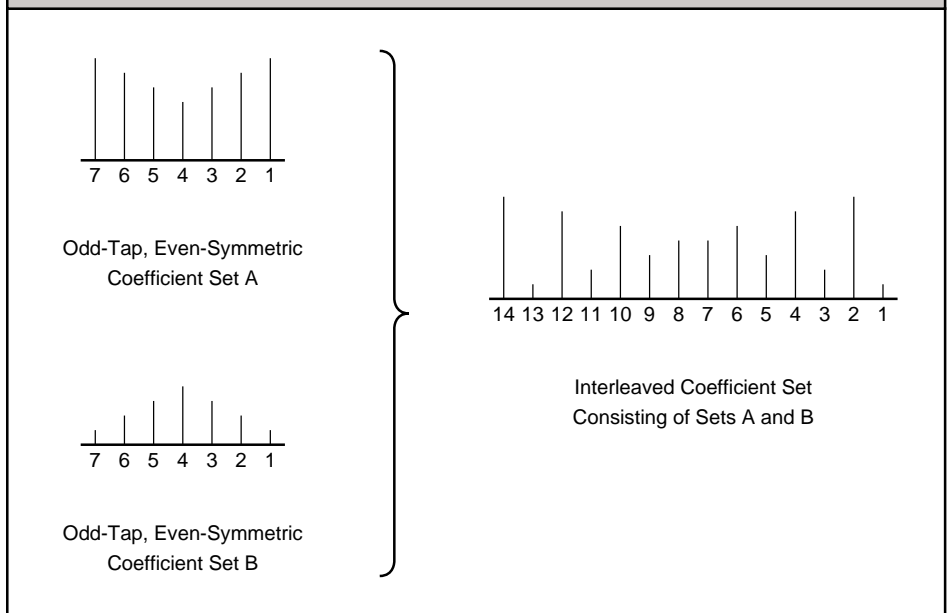 7 6 5 4 3 2 1
Odd-Tap, Even-Symmetric
Coefficient Set A
7 6 5 4 3 2 1
Odd-Tap, Even-Symmetric
Coefficient Set B
14 13 12 11 10 9 8 7 6 5 4 3 2 1
Interleaved Coefficient Set
Consisting of Sets A and B